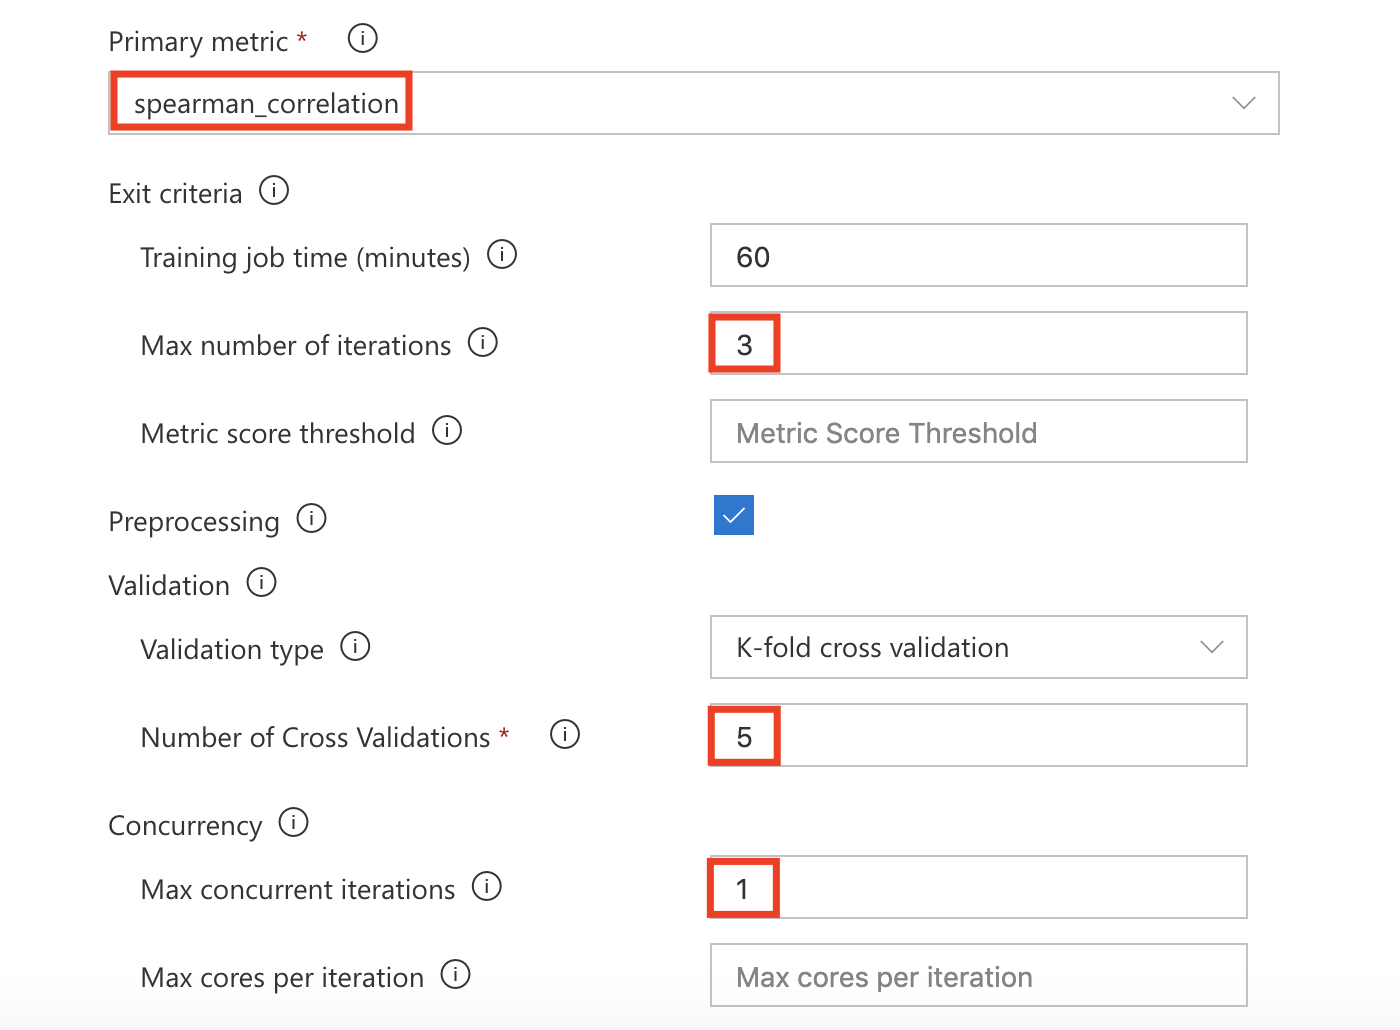 Primary metric *
spearman_correlation
Exit criteria
Training job time (minutes)
60
Max number of iterations
3
Metric score threshold
Metric Score Threshold
Preprocessing
Validation
Validation type
K-fold cross validation
Number of Cross Validations *
5
Concurrency
Max concurrent iterations
1
Max cores per iteration
Max cores per iteration